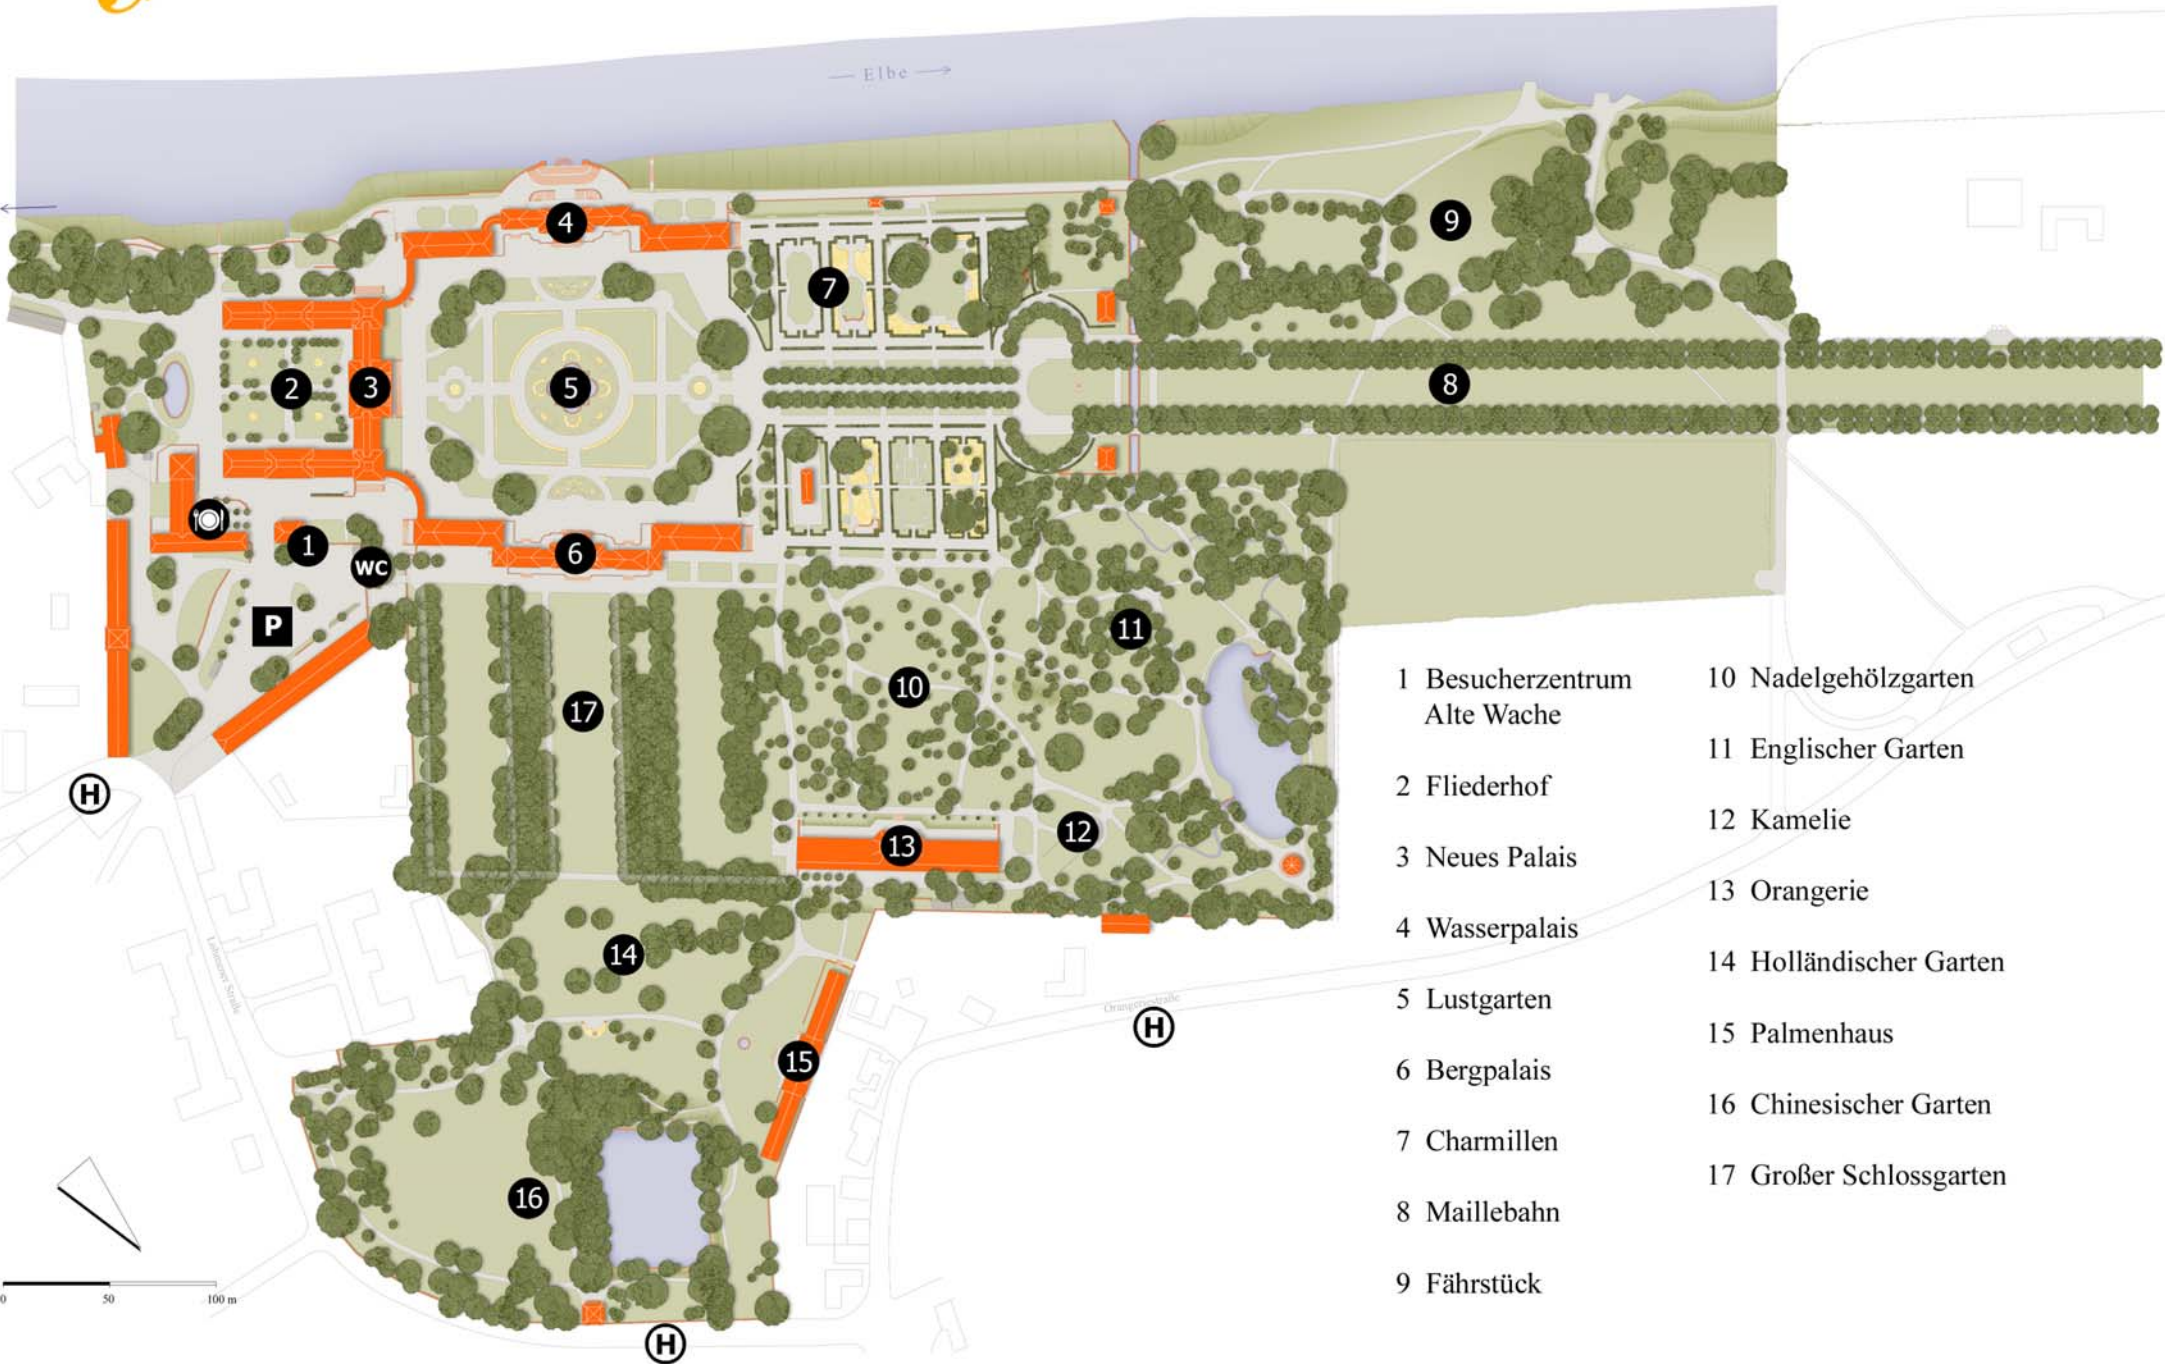 — Elbe →
4
9
7
2
3
5
8
1
6
WC
P
11
10
17
12
13
14
15
16
H
H
H
Orangeriestraße
0 50 100 m
1 Besucherzentrum
Alte Wache
2 Fliederhof
3 Neues Palais
4 Wasserpalais
5 Lustgarten
6 Bergpalais
7 Charmillen
8 Maillebahn
9 Fährstück
10 Nadelgehölzgarten
11 Englischer Garten
12 Kamelie
13 Orangerie
14 Holländischer Garten
15 Palmenhaus
16 Chinesischer Garten
17 Großer Schlossgarten